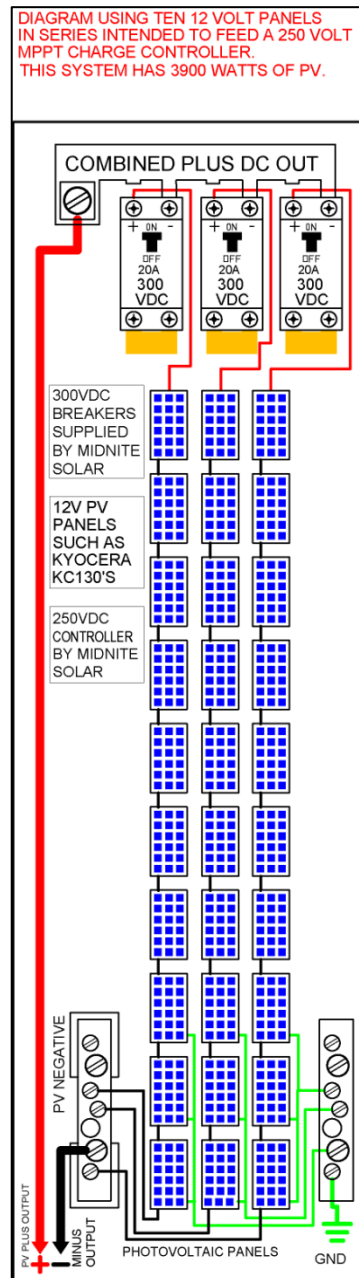 DIAGRAM USING TEN 12 VOLT PANELS
IN SERIES INTENDED TO FEED A 250 VOLT
MPPT CHARGE CONTROLLER.
THIS SYSTEM HAS 3900 WATTS OF PV.
COMBINED PLUS DC OUT
+ ON -
OFF
20A
300
VDC
+ ON -
OFF
20A
300
VDC
+ ON -
OFF
20A
300
VDC
300VDC
BREAKERS
SUPPLIED
BY MIDNITE
SOLAR
12V PV
PANELS
SUCH AS
KYOCERA
KC130'S
250VDC
CONTROLLER
BY MIDNITE
SOLAR
PV NEGATIVE
PV PLUS OUTPUT
+
-
MINUS
OUTPUT
PHOTOVOLTAIC PANELS
GND